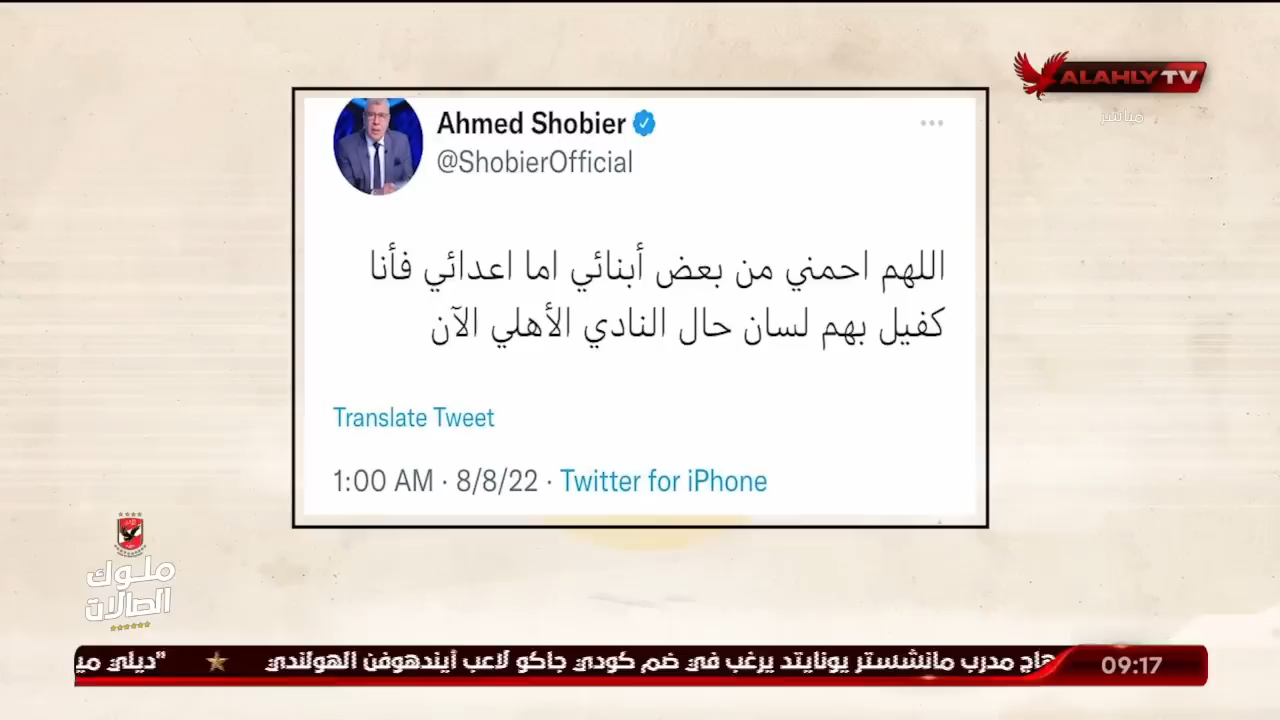 ALAHLY TV
مباشر
Ahmed Shobier
@ShobierOfficial
اللهم احمني من بعض أبنائي اما اعدائي فأنا
كفيل بهم لسان حال النادي الأهلي الآن
Translate Tweet
1:00 AM · 8/8/22 · Twitter for iPhone
ملوك
الصالات
هاج مدرب مانشستر يونايتد يرغب في ضم كودي جاكو لاعب أيندهوفن الهولندي ★ "ديلي مي
09:17